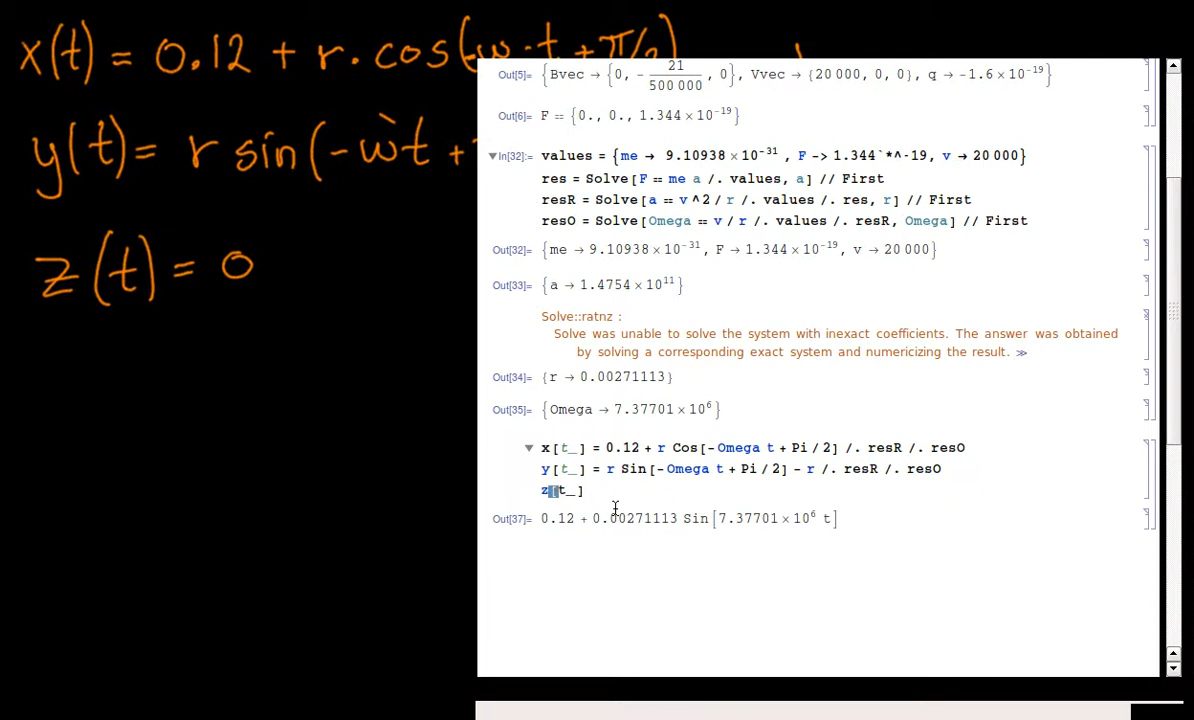 x(t) = 0.12 + r. cos(-ω·t + π/2)
y(t) = r sin(-ωt +
z(t) = 0
Out[5]= {Bvec → {0, - 21/500 000, 0}, Vvec → {20 000, 0, 0}, q → -1.6×10^-19}
Out[6]= F == {0., 0., 1.344×10^-19}
In[32]:= values = {me → 9.10938×10^-31 , F -> 1.344`*^-19, v → 20 000}
res = Solve[F == me a /. values, a] // First
resR = Solve[a == v^2 / r /. values /. res, r] // First
resO = Solve[Omega == v / r /. values /. resR, Omega] // First
Out[32]= {me → 9.10938×10^-31, F → 1.344×10^-19, v → 20 000}
Out[33]= {a → 1.4754×10^11}
Solve::ratnz :
Solve was unable to solve the system with inexact coefficients. The answer was obtained
by solving a corresponding exact system and numericizing the result. ≫
Out[34]= {r → 0.00271113}
Out[35]= {Omega → 7.37701×10^6}
x[t_] = 0.12 + r Cos[-Omega t + Pi / 2] /. resR /. resO
y[t_] = r Sin[-Omega t + Pi / 2] - r /. resR /. resO
z[t_]
Out[37]= 0.12 + 0.00271113 Sin[7.37701×10^6 t]